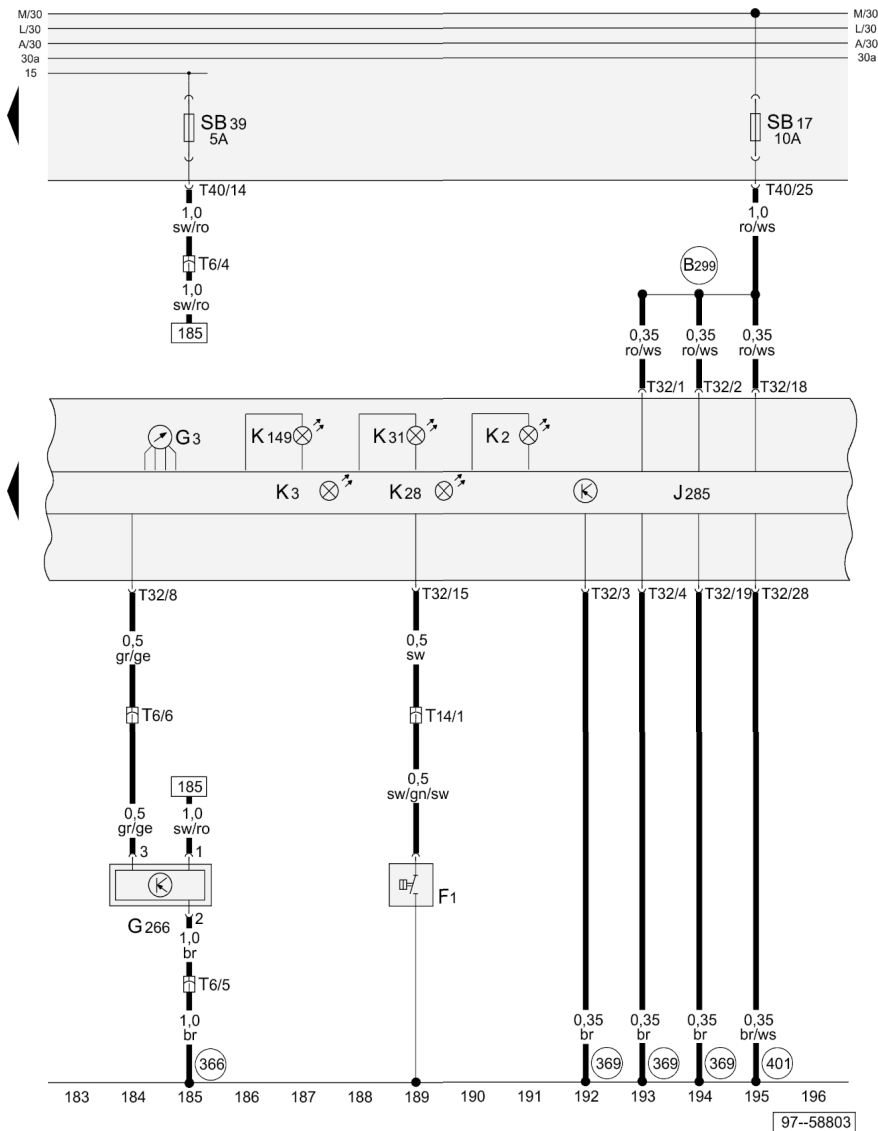 M/30 M/30
L/30 L/30
A/30 A/30
30a 30a
15
SB 39 SB 17
5A 10A
T40/14 T40/25
1,0 1,0
sw/ro ro/ws
T6/4 B299
1,0
sw/ro
185
0,35 0,35 0,35
ro/ws ro/ws ro/ws
T32/1 T32/2 T32/18
G3 K149 K31 K2
K3 K28 J285
T32/8 T32/15 T32/3 T32/4 T32/19 T32/28
0,5 0,5
gr/ge sw
T6/6 T14/1
185 0,5
sw/gn/sw
0,5 1,0
gr/ge sw/ro
3 1
F1
G266 2
1,0
br
T6/5
1,0 0,35 0,35 0,35 0,35
br br br br br/ws
366 369 369 369 401
183 184 185 186 187 188 189 190 191 192 193 194 195 196
97--58803